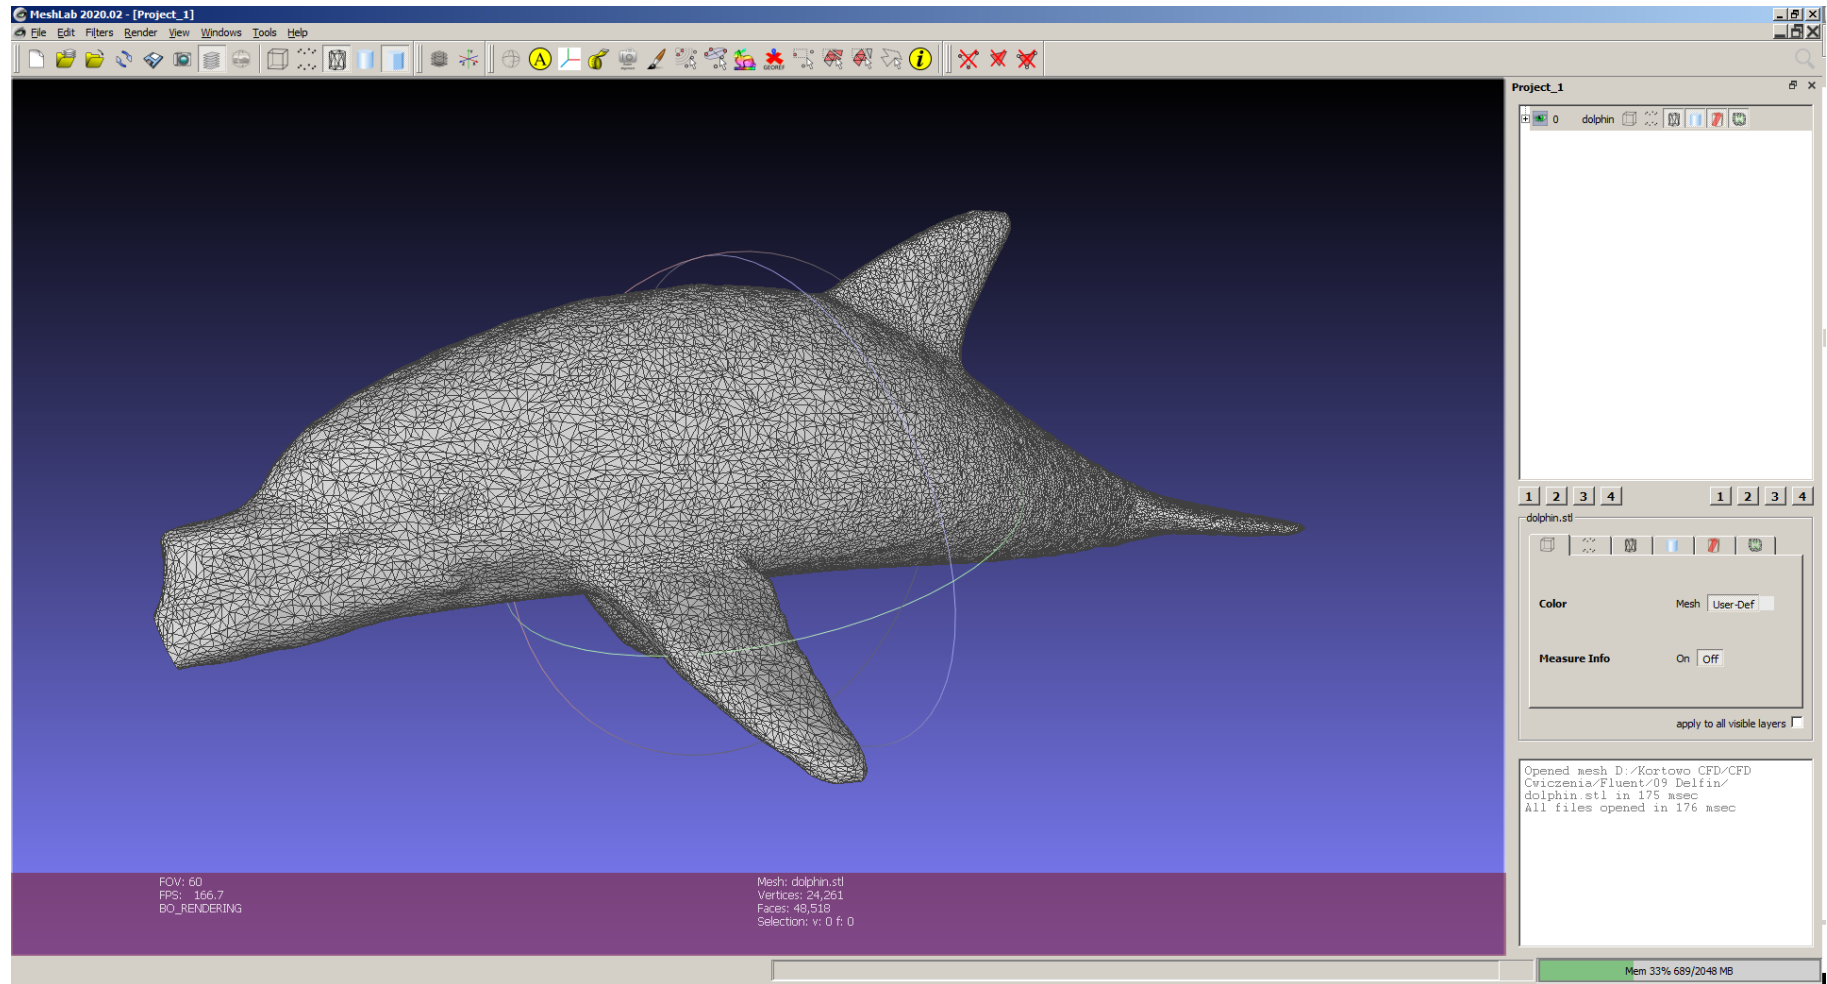 MeshLab 2020.02 - [Project_1]
File Edit Filters Render View Windows Tools Help
A
GEOREF
i
Project_1
0 dolphin
1 2 3 4 1 2 3 4
dolphin.stl
Color Mesh User-Def
Measure Info On Off
apply to all visible layers
Opened mesh D:/Kortowo CFD/CFD
Cwiczenia/Fluent/09 Delfin/
dolphin.stl in 175 msec
All files opened in 176 msec
FOV: 60
FPS: 166.7
BO_RENDERING
Mesh: dolphin.stl
Vertices: 24,261
Faces: 48,518
Selection: v: 0 f: 0
Mem 33% 689/2048 MB